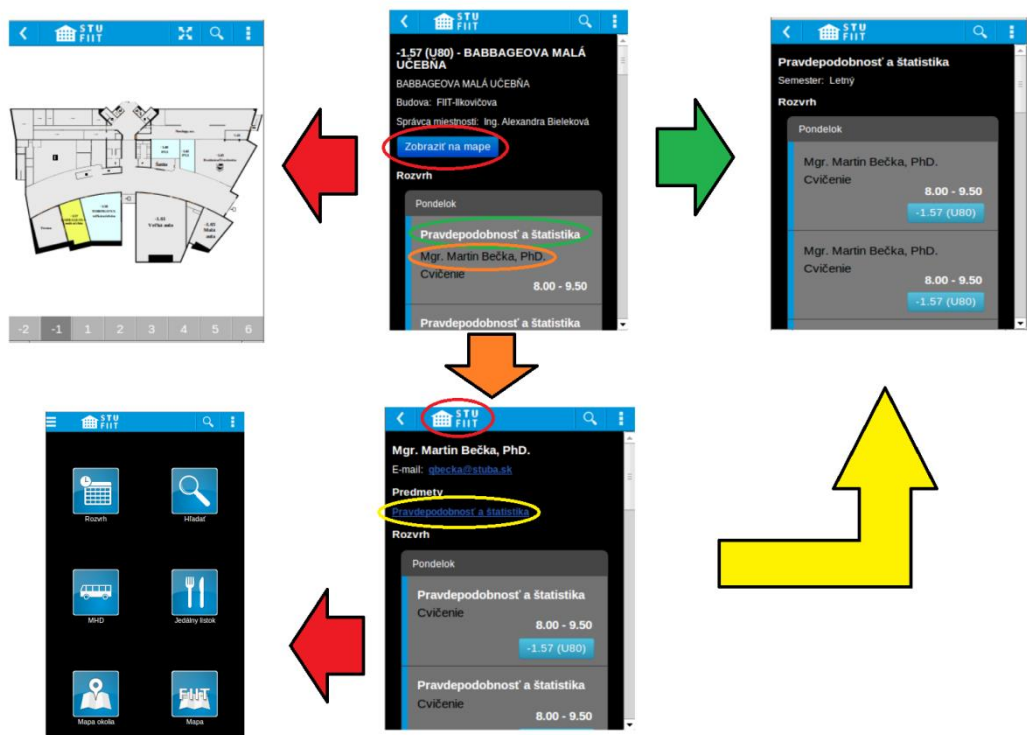 STU
FIIT
-1.03
Veľká aula
-1.05
Malá
aula
-2 -1 1 2 3 4 5 6
STU
FIIT
-1.57 (U80) - BABBAGEOVA MALÁ
UČEBŇA
BABBAGEOVA MALÁ UČEBŇA
Budova: FIIT-Ilkovičova
Správca miestnosti: Ing. Alexandra Bieleková
Zobraziť na mape
Rozvrh
Pondelok
Pravdepodobnosť a štatistika
Mgr. Martin Bečka, PhD.
Cvičenie
8.00 - 9.50
Pravdepodobnosť a štatistika
STU
FIIT
Pravdepodobnosť a štatistika
Semester: Letný
Rozvrh
Pondelok
Mgr. Martin Bečka, PhD.
Cvičenie
8.00 - 9.50
-1.57 (U80)
Mgr. Martin Bečka, PhD.
Cvičenie
8.00 - 9.50
-1.57 (U80)
STU
FIIT
Rozvrh
Hľadať
MHD
Jedálny lístok
FIIT
Mapa okolia
Mapa
STU
FIIT
Mgr. Martin Bečka, PhD.
E-mail: qbecka@stuba.sk
Predmety
Pravdepodobnosť a štatistika
Rozvrh
Pondelok
Pravdepodobnosť a štatistika
Cvičenie
8.00 - 9.50
-1.57 (U80)
Pravdepodobnosť a štatistika
Cvičenie
8.00 - 9.50